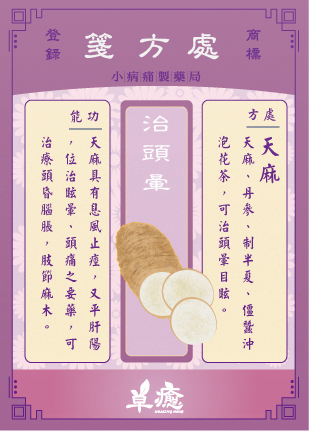 商標
登錄
處方箋
小病痛製藥局
處方
天麻
天麻、丹參、制半夏、僵蠶沖
泡花茶，可治頭暈目眩。
治頭暈
功能
天麻具有息風止痙，又平肝陽
，位治眩暈、頭痛之要藥，可
治療頭昏腦脹，肢節麻木。
草癒